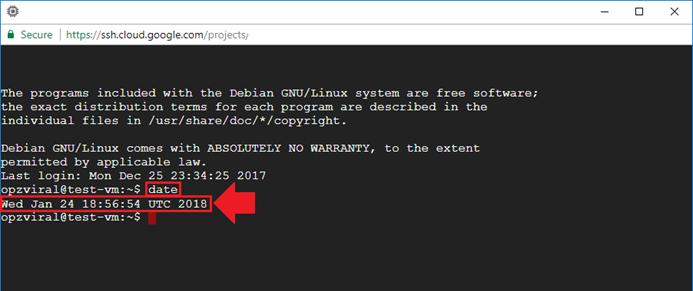 Secure | https://ssh.cloud.google.com/projects/
The programs included with the Debian GNU/Linux system are free software;
the exact distribution terms for each program are described in the
individual files in /usr/share/doc/*/copyright.
Debian GNU/Linux comes with ABSOLUTELY NO WARRANTY, to the extent
permitted by applicable law.
Last login: Mon Dec 25 23:34:25 2017
opzviral@test-vm:~$ date
Wed Jan 24 18:56:54 UTC 2018
opzviral@test-vm:~$